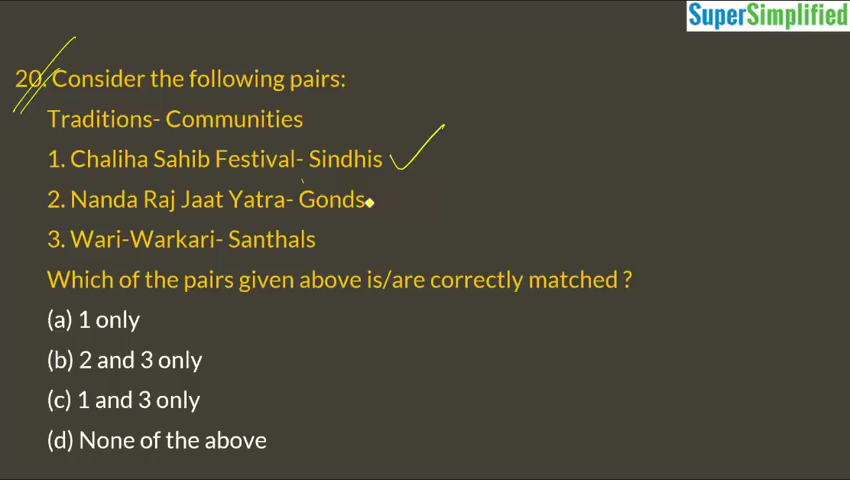 SuperSimplified
20. Consider the following pairs:
Traditions- Communities
1. Chaliha Sahib Festival- Sindhis
2. Nanda Raj Jaat Yatra- Gonds
3. Wari-Warkari- Santhals
Which of the pairs given above is/are correctly matched ?
(a) 1 only
(b) 2 and 3 only
(c) 1 and 3 only
(d) None of the above